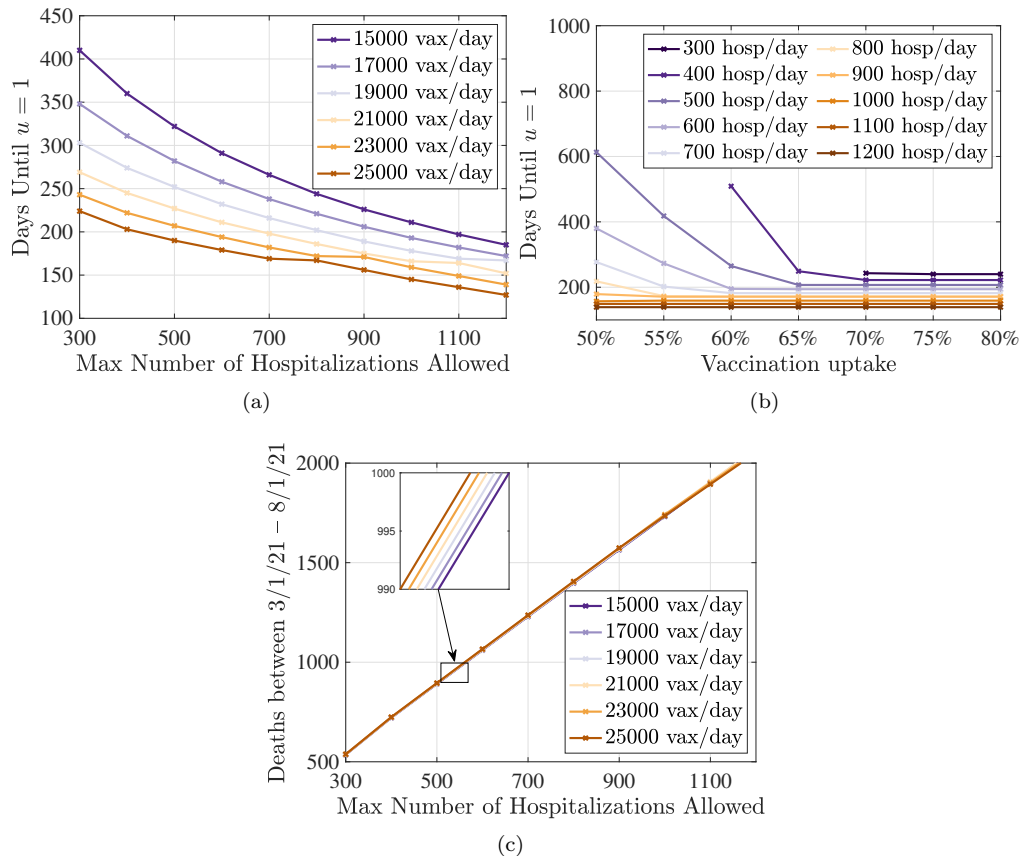 450
400
350
300
250
200
150
100
Days Until u = 1
15000 vax/day
17000 vax/day
19000 vax/day
21000 vax/day
23000 vax/day
25000 vax/day
300 500 700 900 1100
Max Number of Hospitalizations Allowed
(a)
1000
800
600
400
200
Days Until u = 1
300 hosp/day 800 hosp/day
400 hosp/day 900 hosp/day
500 hosp/day 1000 hosp/day
600 hosp/day 1100 hosp/day
700 hosp/day 1200 hosp/day
50% 55% 60% 65% 70% 75% 80%
Vaccination uptake
(b)
2000
1500
1000
500
Deaths between 3/1/21 − 8/1/21
1000
995
990
15000 vax/day
17000 vax/day
19000 vax/day
21000 vax/day
23000 vax/day
25000 vax/day
300 500 700 900 1100
Max Number of Hospitalizations Allowed
(c)